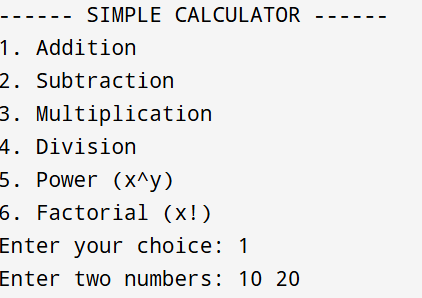 ------ SIMPLE CALCULATOR ------
1. Addition
2. Subtraction
3. Multiplication
4. Division
5. Power (x^y)
6. Factorial (x!)
Enter your choice: 1
Enter two numbers: 10 20